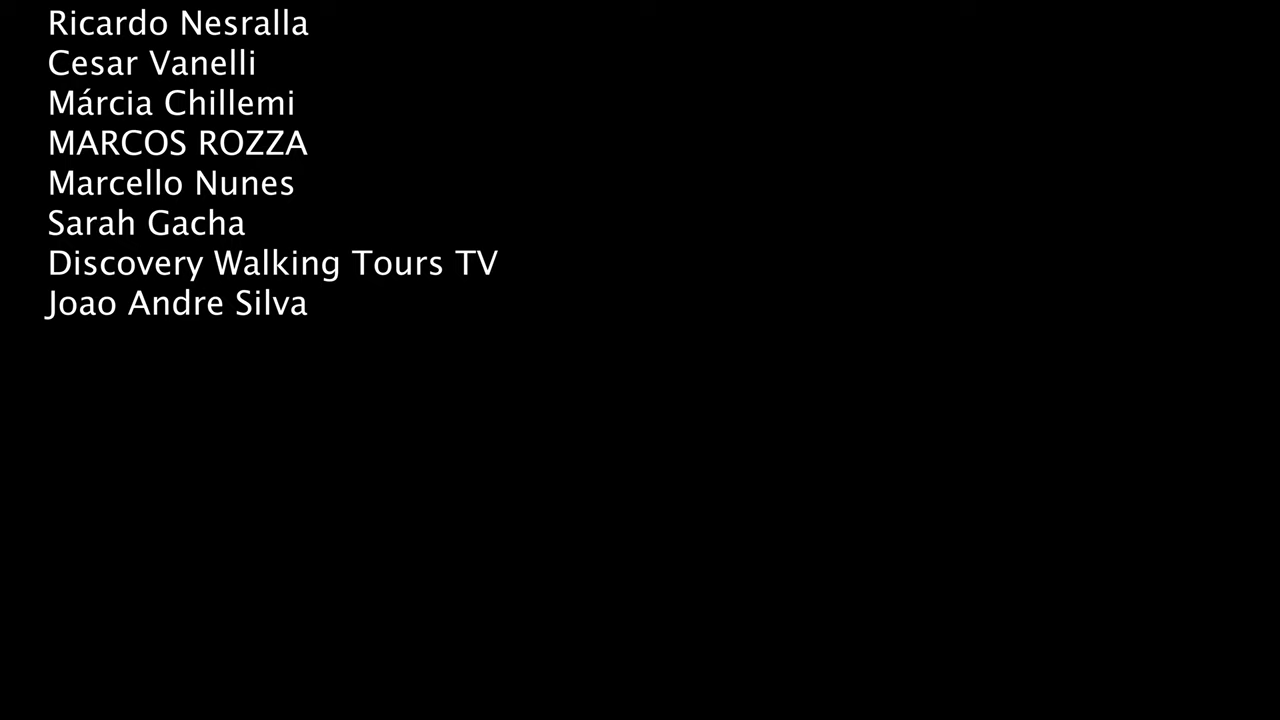 Ricardo Nesralla
Cesar Vanelli
Márcia Chillemi
MARCOS ROZZA
Marcello Nunes
Sarah Gacha
Discovery Walking Tours TV
Joao Andre Silva